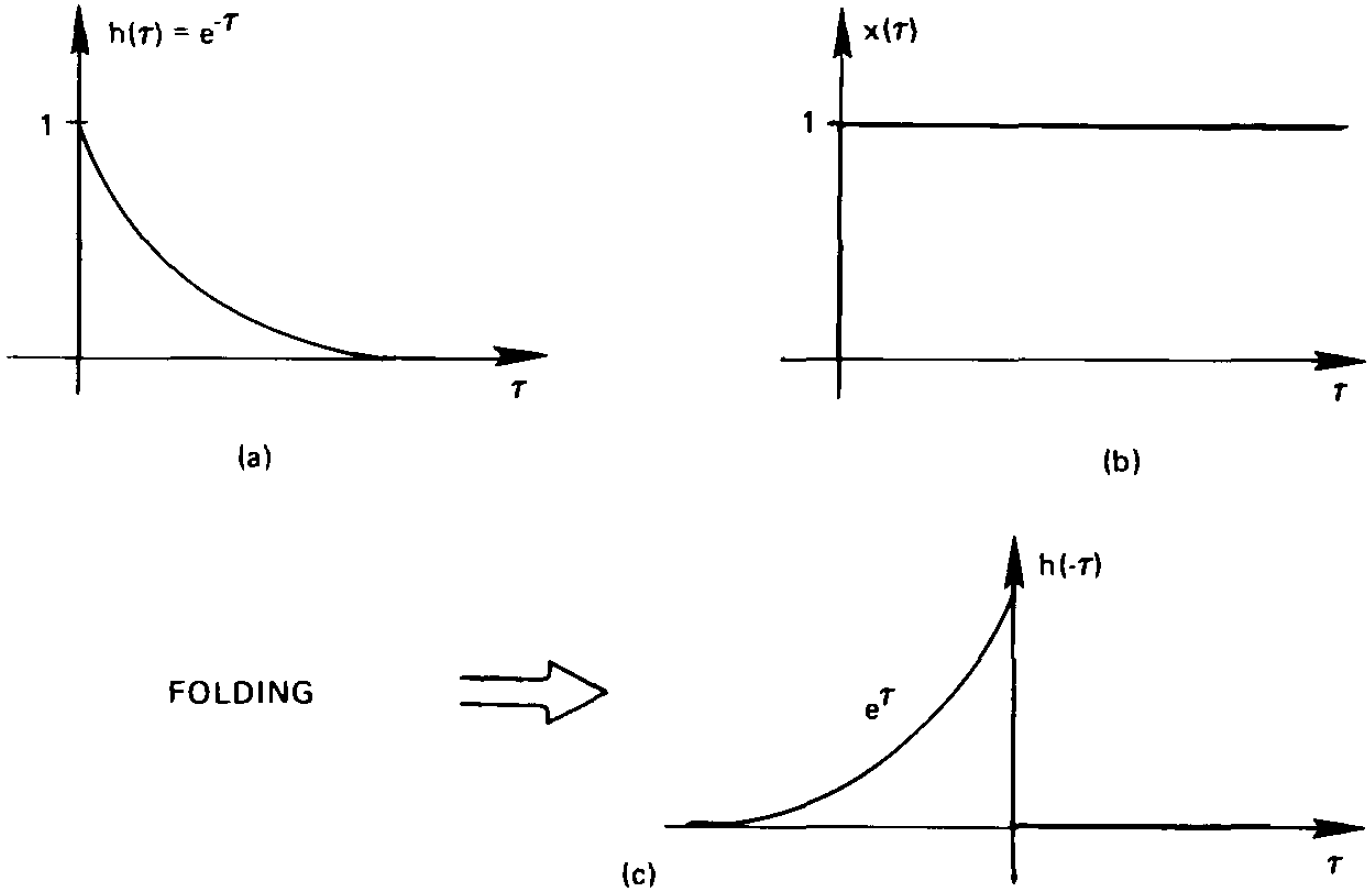 h(τ) = e^-τ
1
τ
(a)
x(τ)
1
τ
(b)
FOLDING
h(-τ)
e^τ
τ
(c)